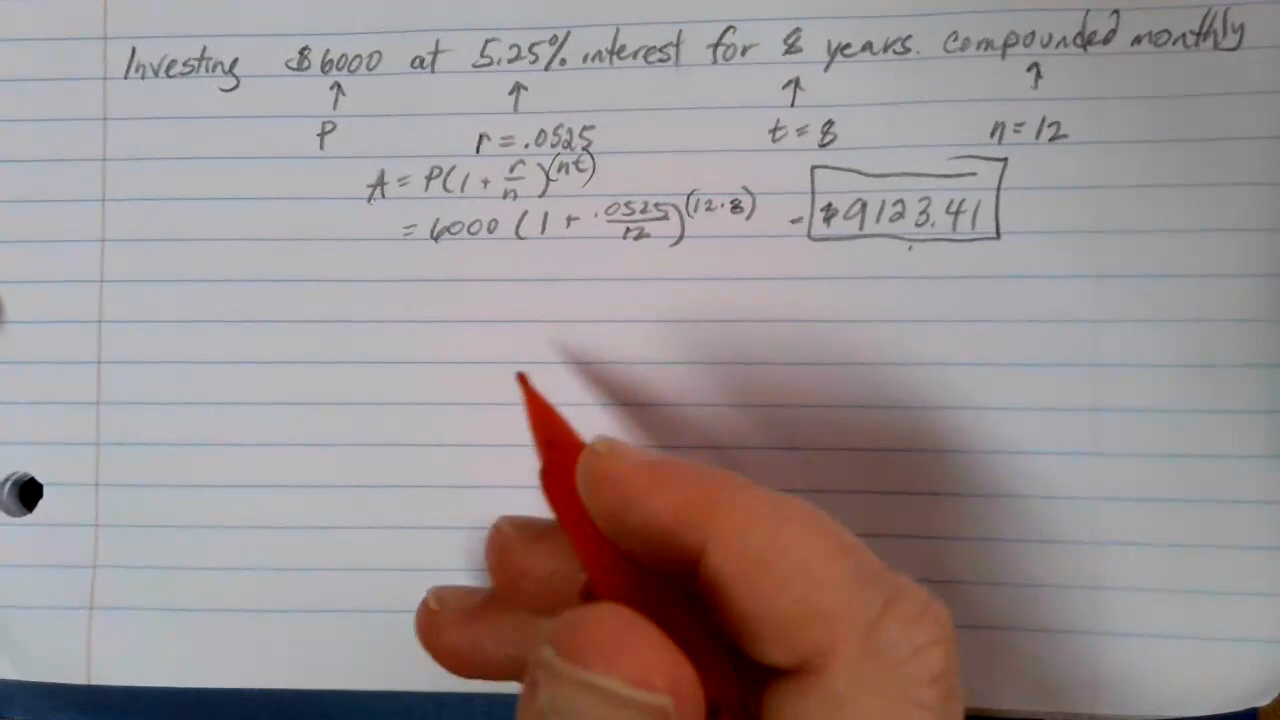 Investing $6000 at 5.25% interest for 8 years. compounded monthly
↑ ↑ ↑ ↑
P r = .0525 t = 8 n = 12
A = P(1 + r/n)^(nt)
= 6000 (1 + .0525/12)^(12·8) = $9123.41